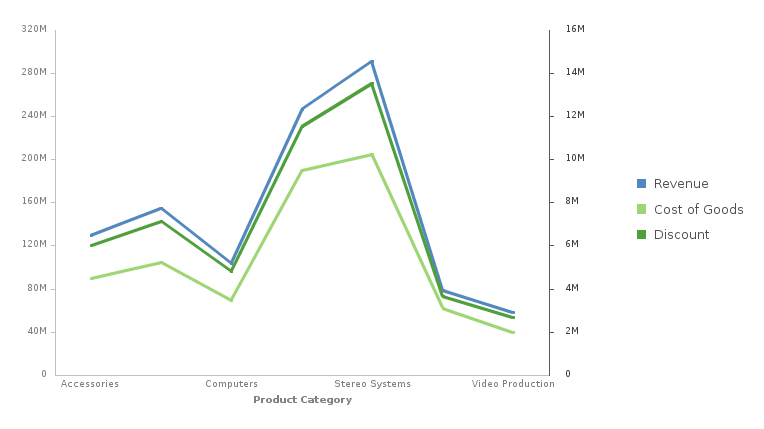 320M
280M
240M
200M
160M
120M
80M
40M
0
16M
14M
12M
10M
8M
6M
4M
2M
0
Accessories Computers Stereo Systems Video Production
Product Category
Revenue
Cost of Goods
Discount